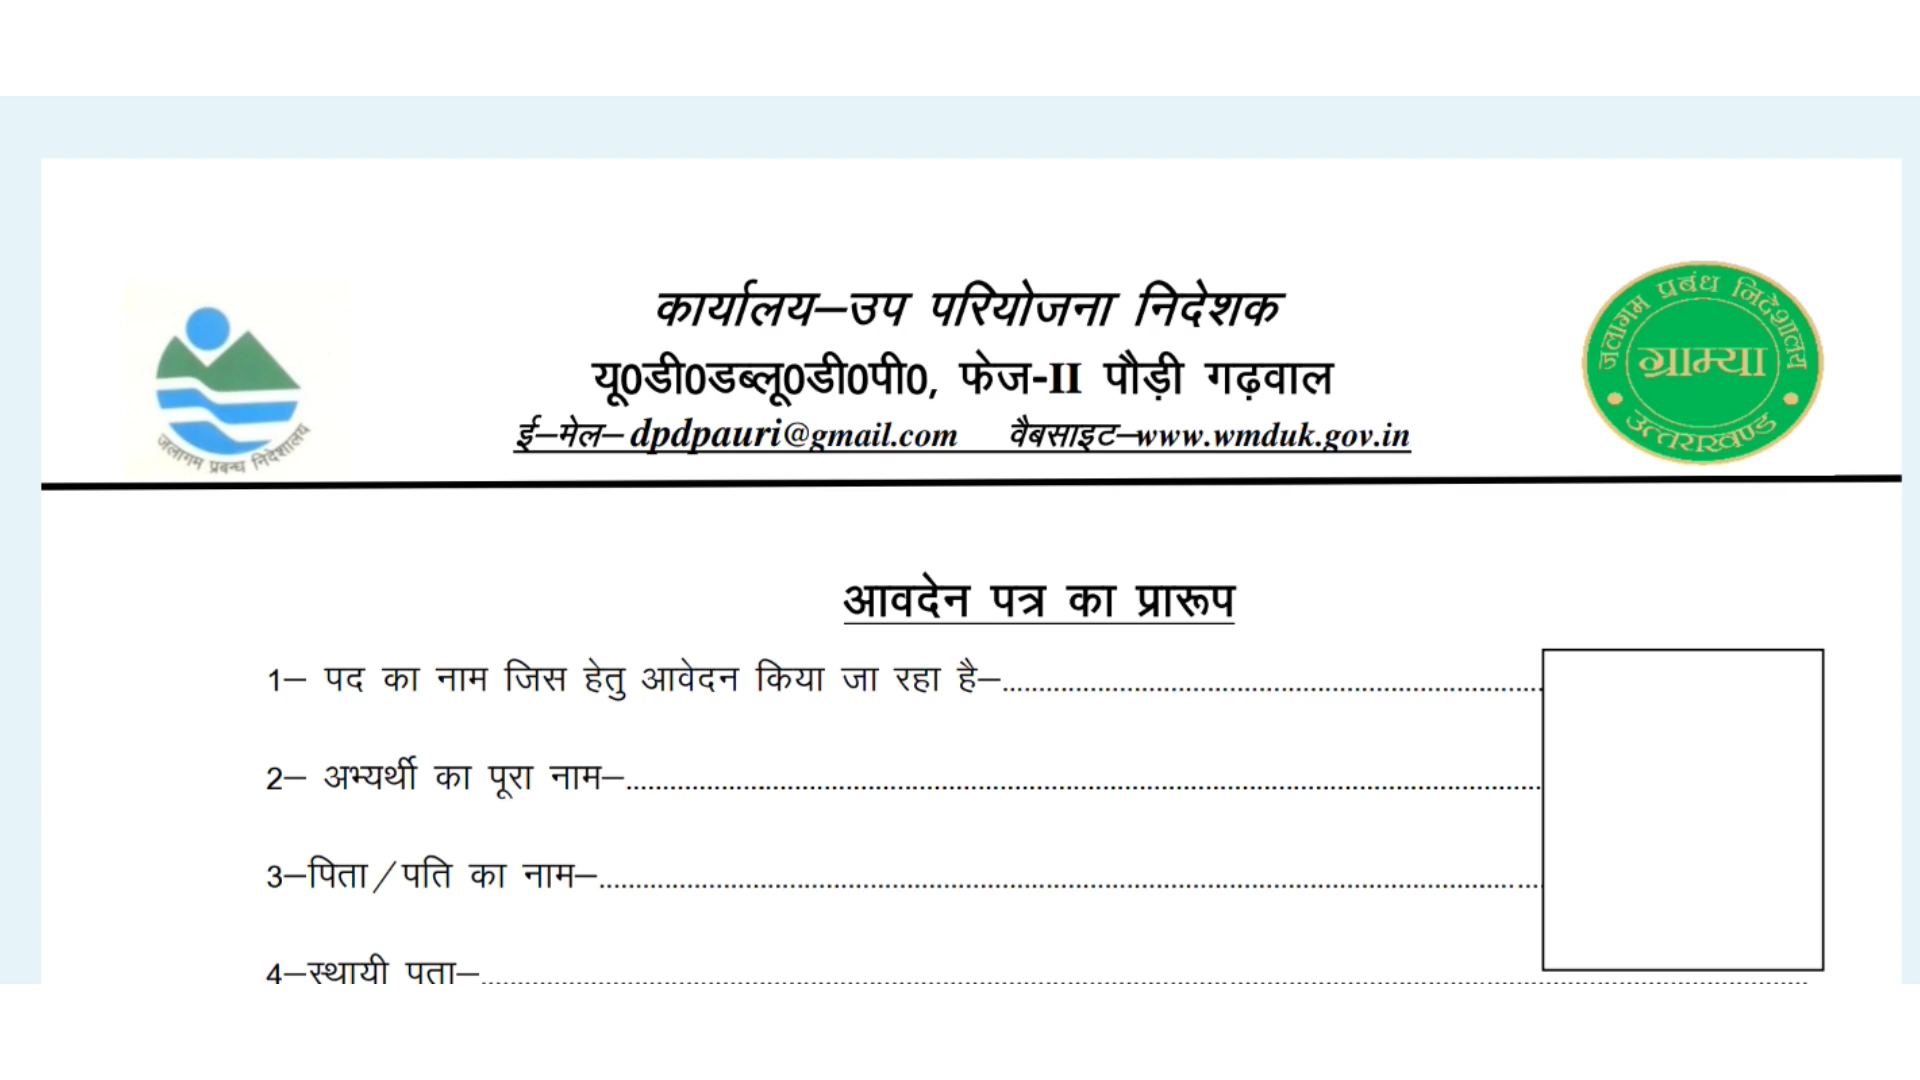 जलागम प्रबन्ध निदेशालय
कार्यालय–उप परियोजना निदेशक
यू0डी0डब्लू0डी0पी0, फेज-II पौड़ी गढ़वाल
ई–मेल– dpdpauri@gmail.com वैबसाइट–www.wmduk.gov.in
जलागम प्रबंध निदेशालय
ग्राम्या
उत्तराखण्ड
आवदेन पत्र का प्रारूप
1– पद का नाम जिस हेतु आवेदन किया जा रहा है–....................
2– अभ्यर्थी का पूरा नाम–....................
3–पिता/पति का नाम–....................
4–स्थायी पता–....................